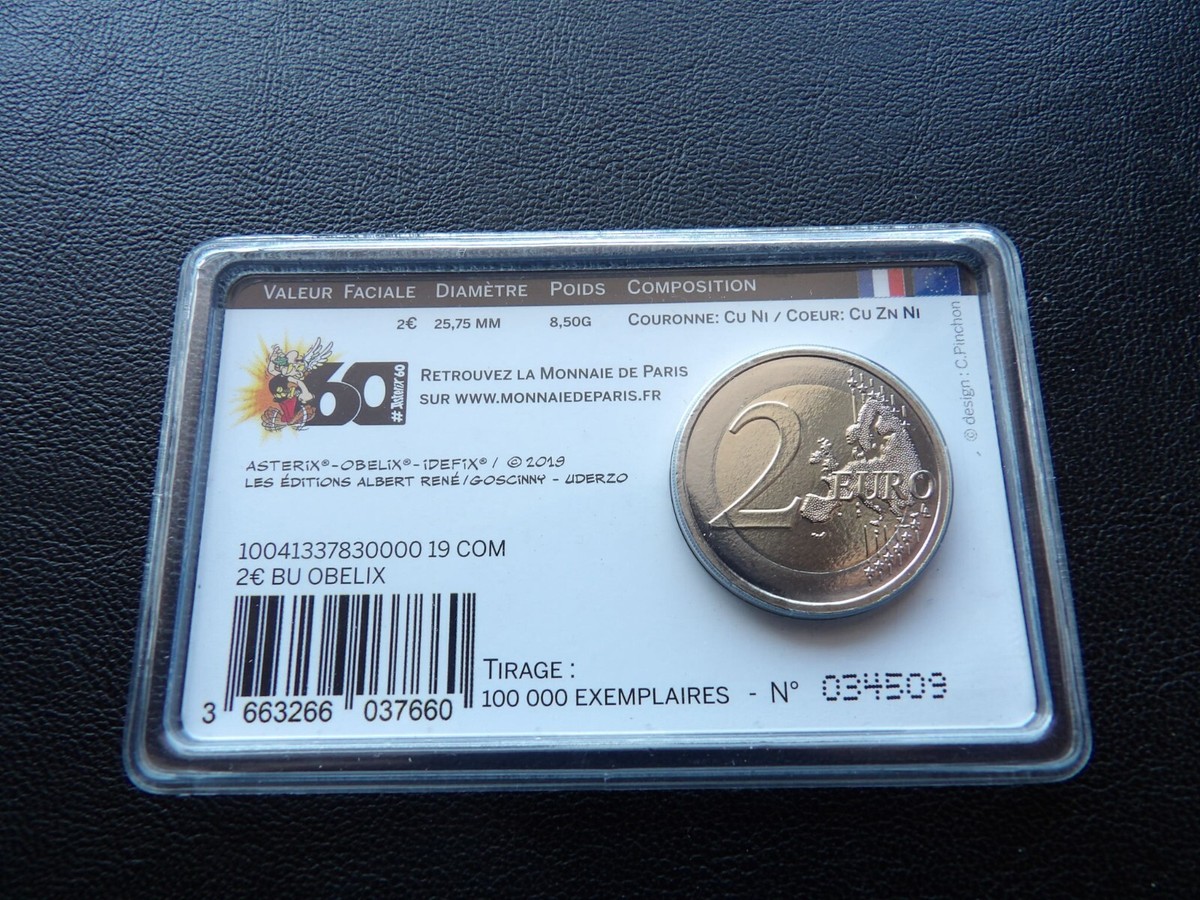 VALEUR FACIALE DIAMÈTRE POIDS COMPOSITION
2€ 25,75 MM 8,50G COURONNE: CU NI / COEUR: CU ZN NI
© design : C.Pinchon
60
# Asterix 60
RETROUVEZ LA MONNAIE DE PARIS
SUR WWW.MONNAIEDEPARIS.FR
2 EURO
ASTERIX®-OBELIX®-IDEFIX® / © 2019
LES ÉDITIONS ALBERT RENÉ/GOSCINNY - UDERZO
10041337830000 19 COM
2€ BU OBELIX
3 663266 037660
TIRAGE :
100 000 EXEMPLAIRES - N° 034509